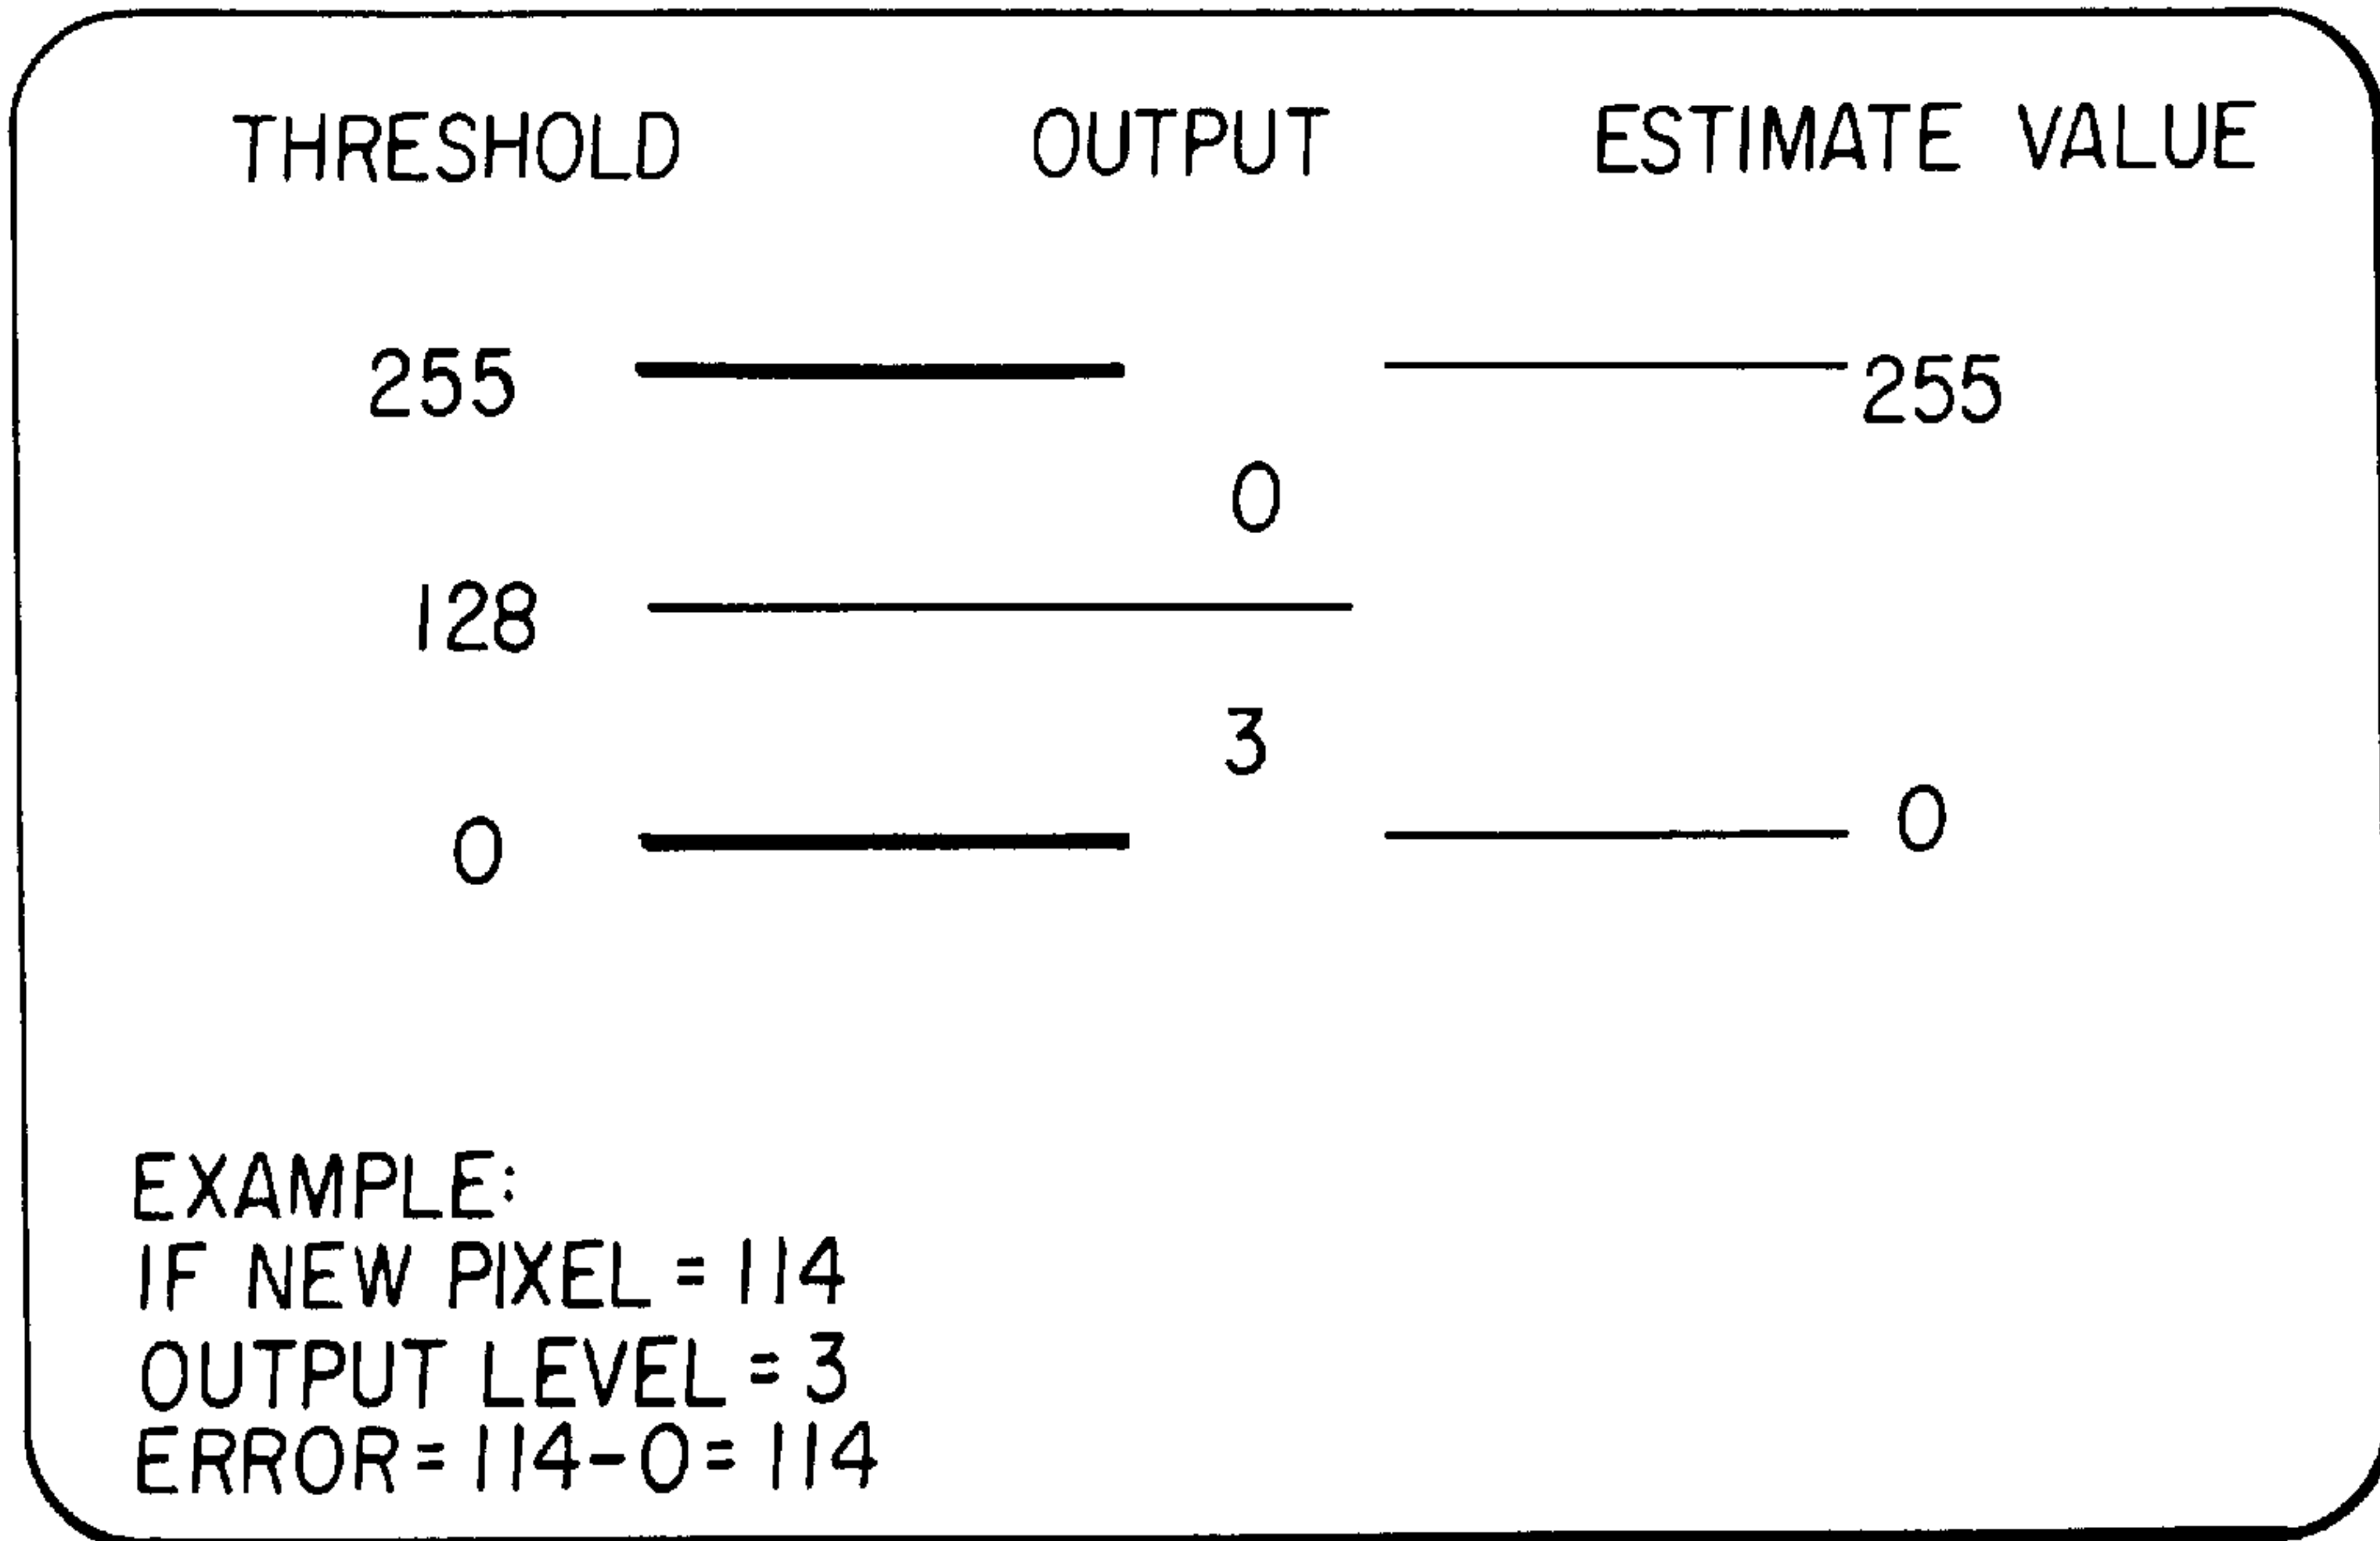 THRESHOLD OUTPUT ESTIMATE VALUE
255 255
0
128
3
0 0
EXAMPLE:
IF NEW PIXEL = 114
OUTPUT LEVEL = 3
ERROR = 114-0 = 114